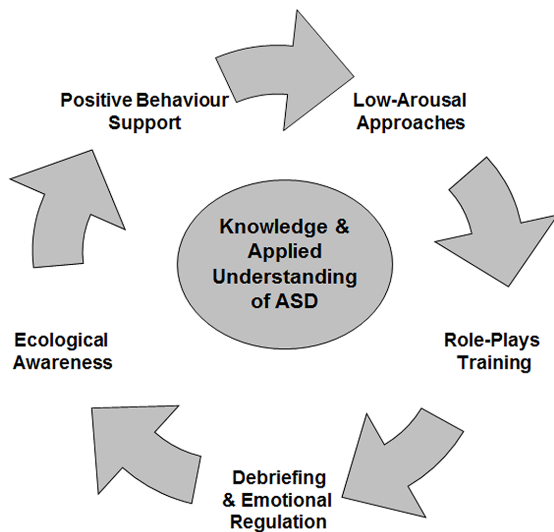 Positive Behaviour
Support
Low-Arousal
Approaches
Knowledge &
Applied
Understanding
of ASD
Ecological
Awareness
Role-Plays
Training
Debriefing
& Emotional
Regulation